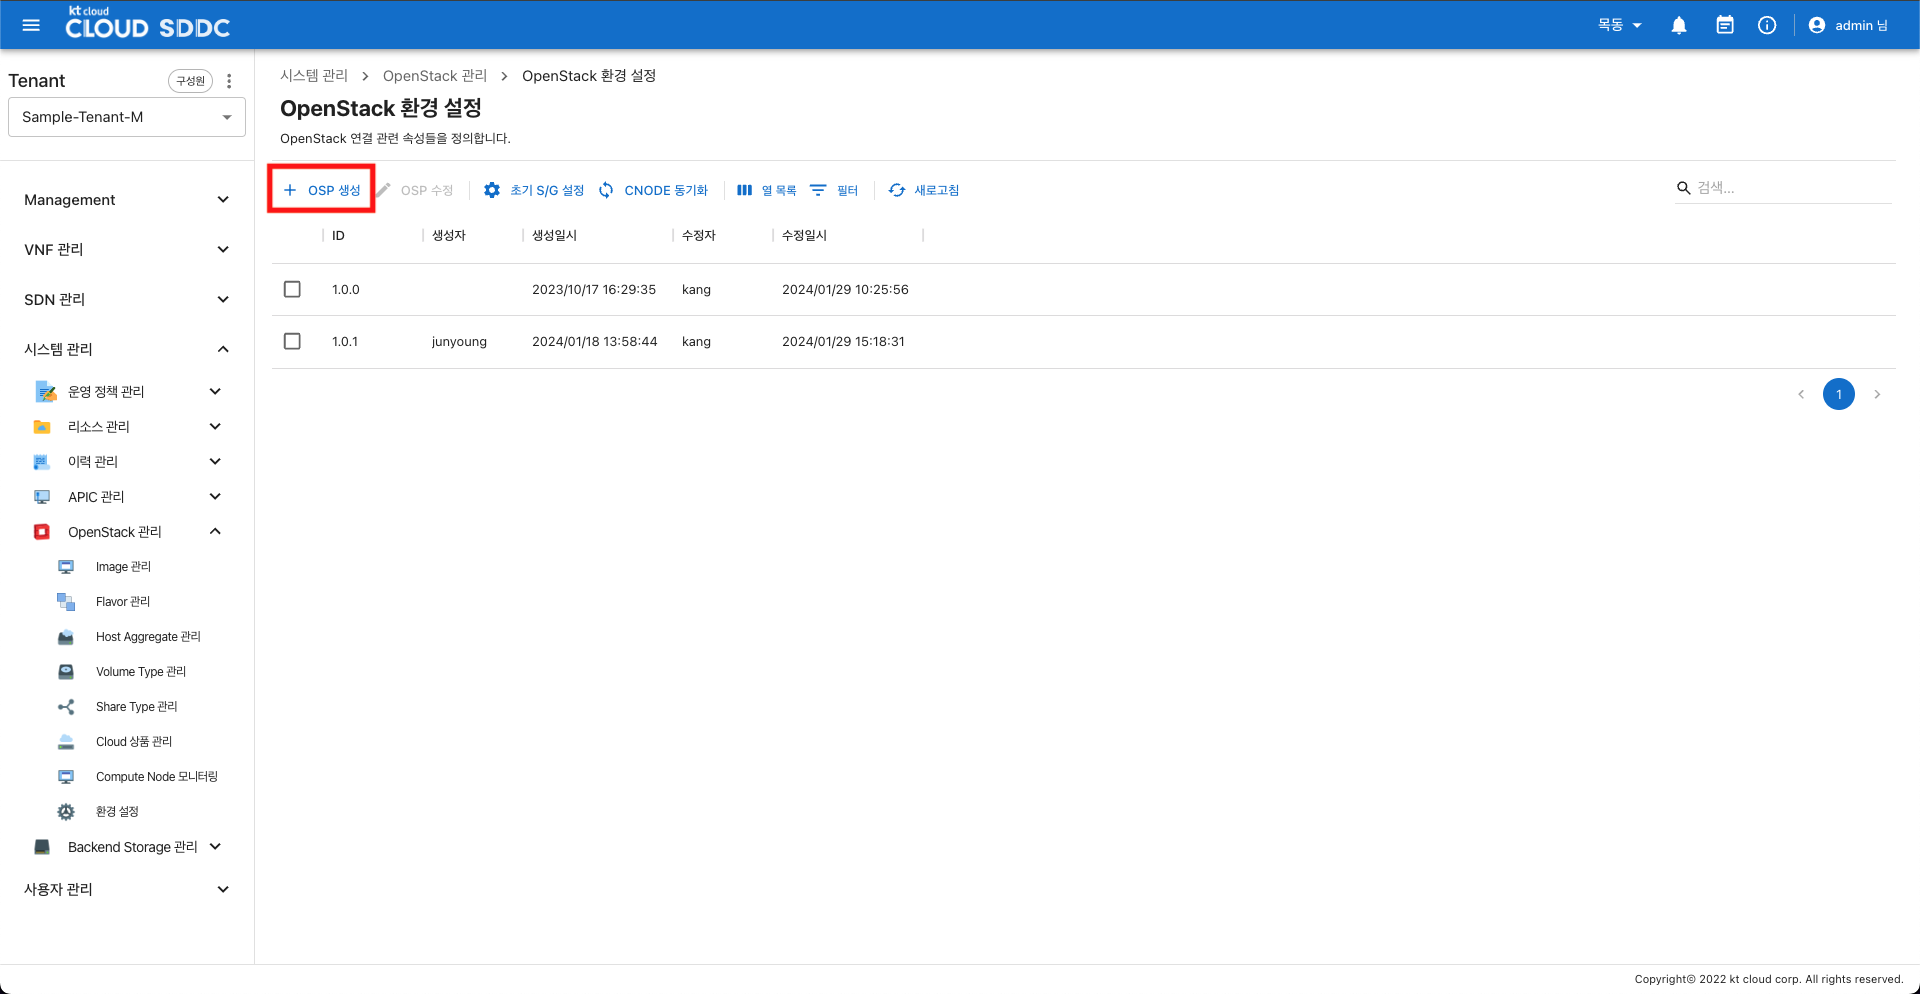 kt cloud
CLOUD SDDC
목동
admin 님
Tenant
구성원
Sample-Tenant-M
Management
VNF 관리
SDN 관리
시스템 관리
운영 정책 관리
리소스 관리
이력 관리
APIC 관리
OpenStack 관리
Image 관리
Flavor 관리
Host Aggregate 관리
Volume Type 관리
Share Type 관리
Cloud 상품 관리
Compute Node 모니터링
환경 설정
Backend Storage 관리
사용자 관리
시스템 관리 > OpenStack 관리 > OpenStack 환경 설정
OpenStack 환경 설정
OpenStack 연결 관련 속성들을 정의합니다.
+ OSP 생성 OSP 수정 초기 S/G 설정 CNODE 동기화 열 목록 필터 새로고침 검색...
ID 생성자 생성일시 수정자 수정일시
1.0.0 2023/10/17 16:29:35 kang 2024/01/29 10:25:56
1.0.1 junyoung 2024/01/18 13:58:44 kang 2024/01/29 15:18:31
< 1 >
Copyright© 2022 kt cloud corp. All rights reserved.